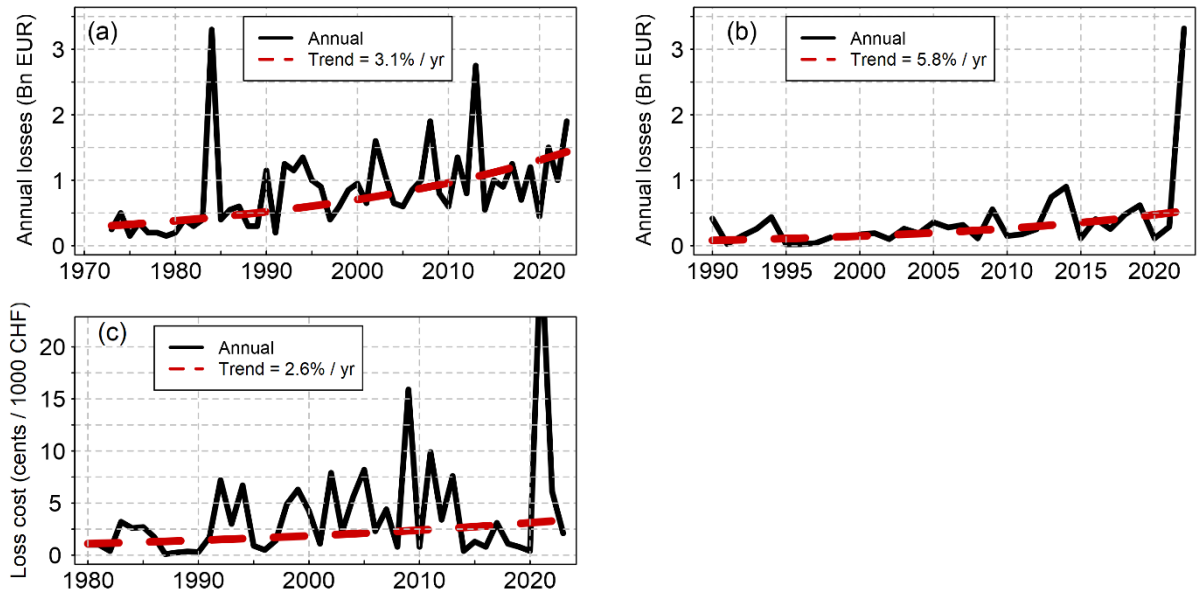 (a)
Annual
Trend = 3.1% / yr
Annual losses (Bn EUR)
3
2
1
0
1970 1980 1990 2000 2010 2020
(b)
Annual
Trend = 5.8% / yr
Annual losses (Bn EUR)
3
2
1
0
1990 1995 2000 2005 2010 2015 2020
(c)
Annual
Trend = 2.6% / yr
Loss cost (cents / 1000 CHF)
20
15
10
5
0
1980 1990 2000 2010 2020